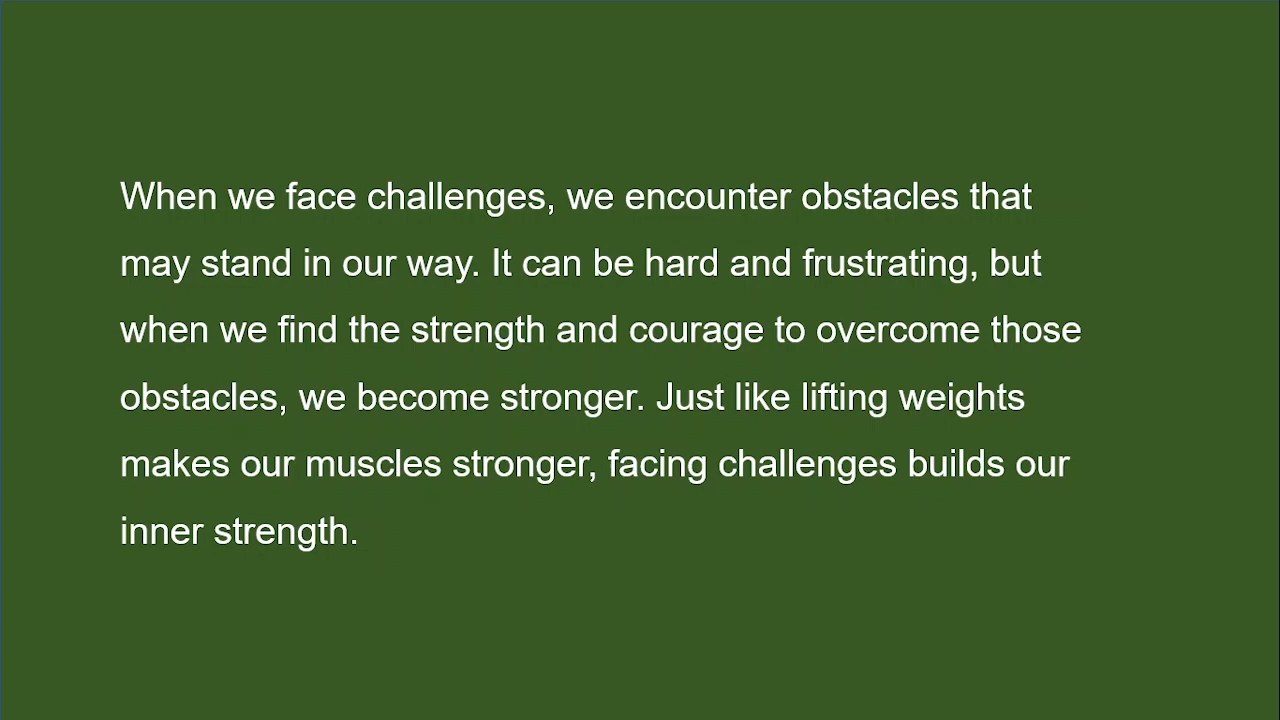 When we face challenges, we encounter obstacles that
may stand in our way. It can be hard and frustrating, but
when we find the strength and courage to overcome those
obstacles, we become stronger. Just like lifting weights
makes our muscles stronger, facing challenges builds our
inner strength.